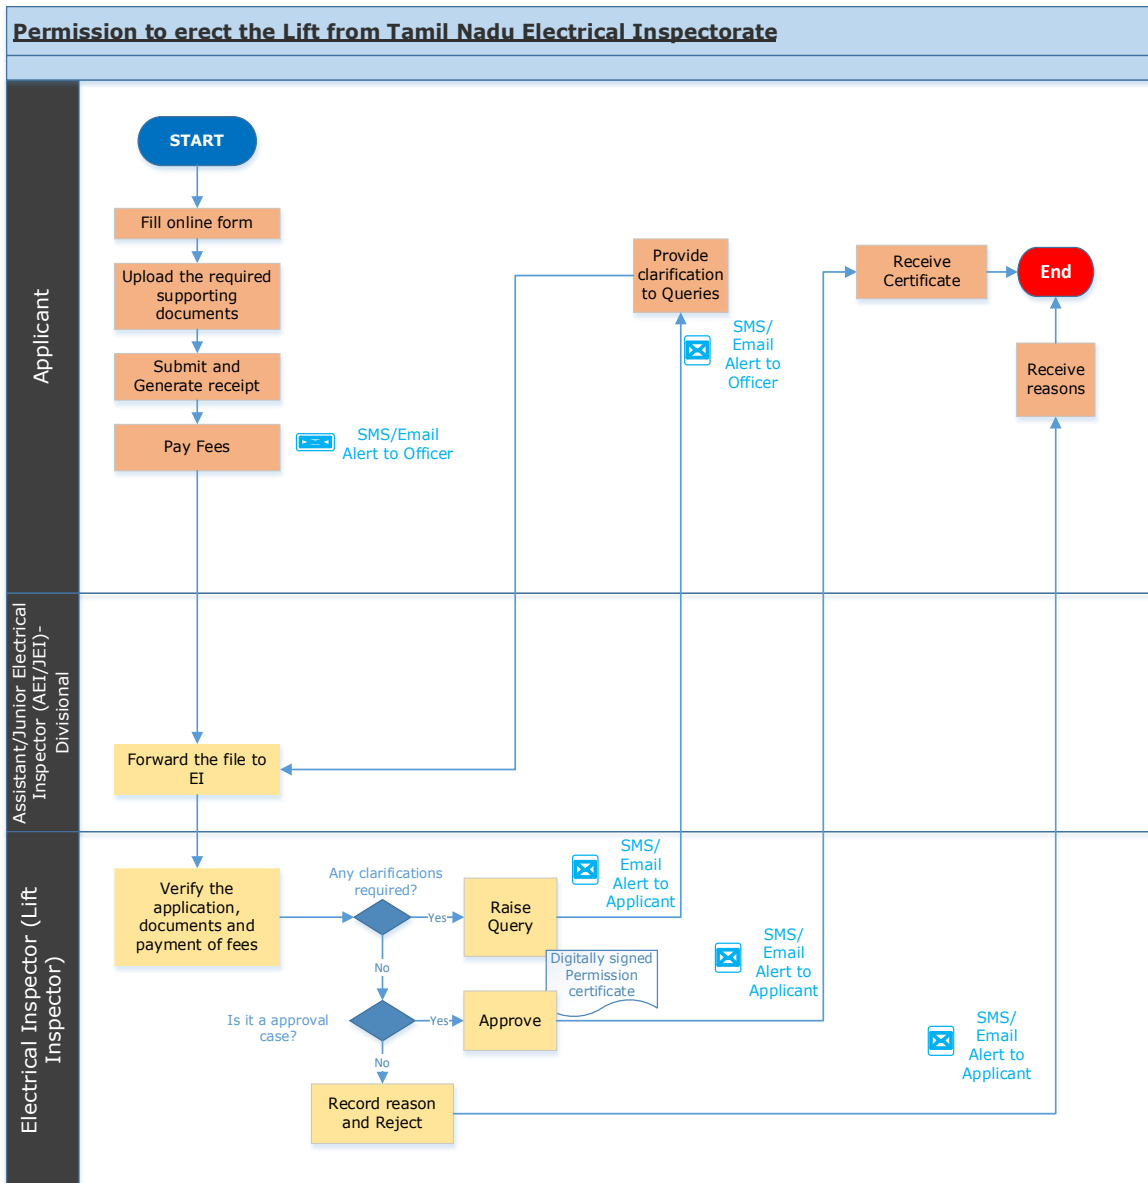 Permission to erect the Lift from Tamil Nadu Electrical Inspectorate
Applicant
START
Fill online form
Upload the required
supporting
documents
Submit and
Generate receipt
Pay Fees
SMS/Email
Alert to Officer
Provide
clarification
to Queries
SMS/
Email
Alert to
Officer
Receive
Certificate
End
Receive
reasons
Assistant/Junior Electrical
Inspector (AEI/JEI)-
Divisional
Forward the file to
EI
Electrical Inspector (Lift
Inspector)
Verify the
application,
documents and
payment of fees
Any clarifications
required?
Yes
Raise
Query
SMS/
Email
Alert to
Applicant
No
Is it a approval
case?
Yes
Approve
Digitally signed
Permission
certificate
SMS/
Email
Alert to
Applicant
No
Record reason
and Reject
SMS/
Email
Alert to
Applicant